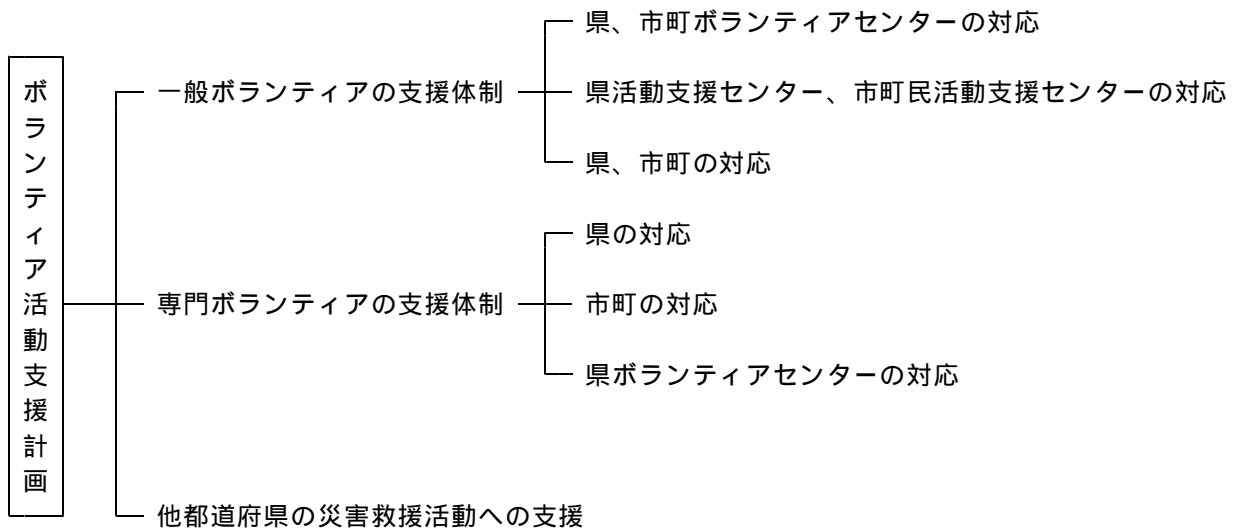 ボランティア活動支援計画
一般ボランティアの支援体制
県、市町ボランティアセンターの対応
県活動支援センター、市町民活動支援センターの対応
県、市町の対応
専門ボランティアの支援体制
県の対応
市町の対応
県ボランティアセンターの対応
他都道府県の災害救援活動への支援